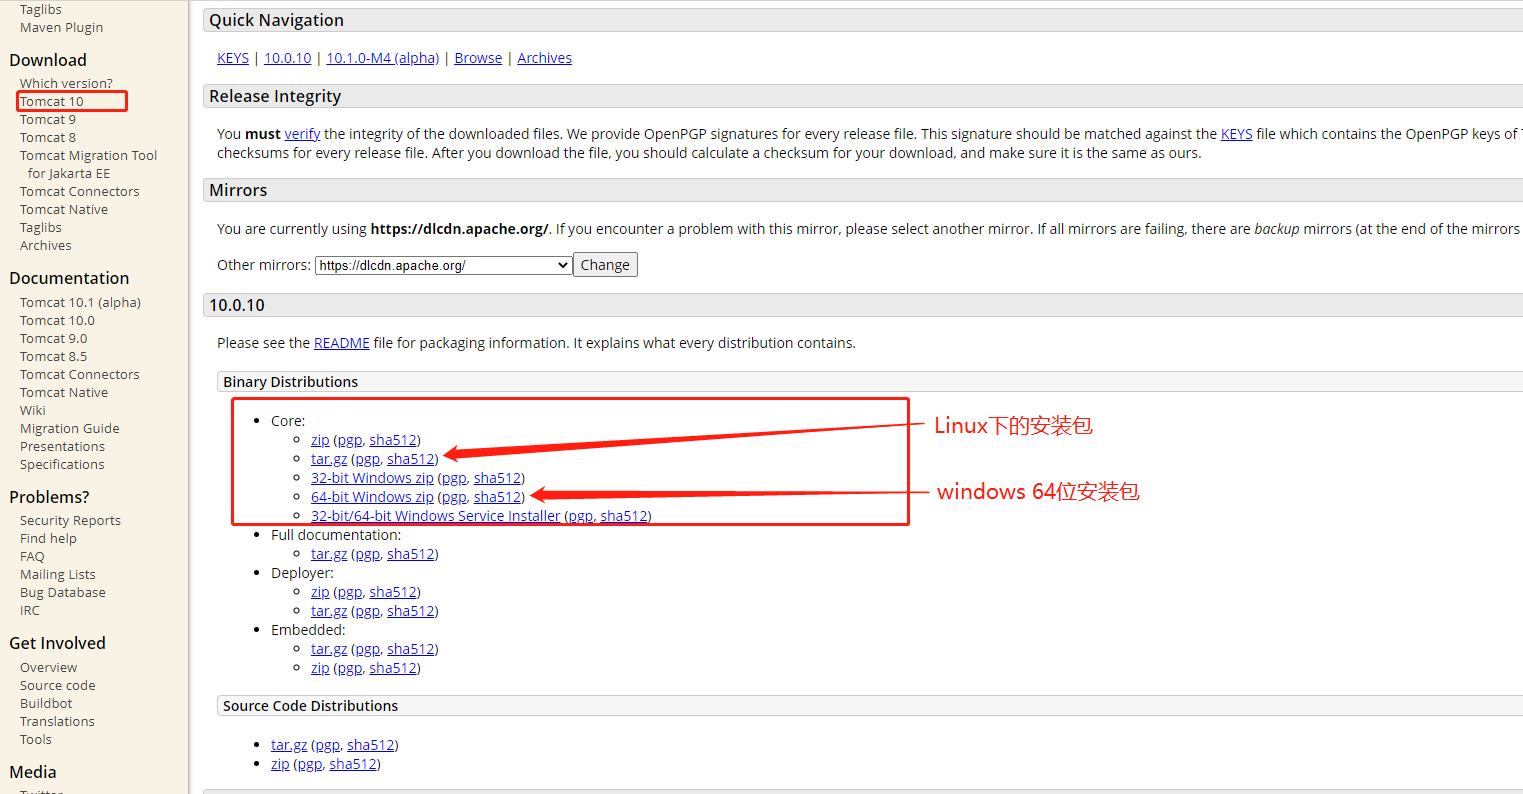 Taglibs
Maven Plugin
Download
Which version?
Tomcat 10
Tomcat 9
Tomcat 8
Tomcat Migration Tool
for Jakarta EE
Tomcat Connectors
Tomcat Native
Taglibs
Archives
Documentation
Tomcat 10.1 (alpha)
Tomcat 10.0
Tomcat 9.0
Tomcat 8.5
Tomcat Connectors
Tomcat Native
Wiki
Migration Guide
Presentations
Specifications
Problems?
Security Reports
Find help
FAQ
Mailing Lists
Bug Database
IRC
Get Involved
Overview
Source code
Buildbot
Translations
Tools
Media
Twitter
Quick Navigation
KEYS | 10.0.10 | 10.1.0-M4 (alpha) | Browse | Archives
Release Integrity
You must verify the integrity of the downloaded files. We provide OpenPGP signatures for every release file. This signature should be matched against the KEYS file which contains the OpenPGP keys of
checksums for every release file. After you download the file, you should calculate a checksum for your download, and make sure it is the same as ours.
Mirrors
You are currently using https://dlcdn.apache.org/. If you encounter a problem with this mirror, please select another mirror. If all mirrors are failing, there are backup mirrors (at the end of the mirrors
Other mirrors: https://dlcdn.apache.org/ Change
10.0.10
Please see the README file for packaging information. It explains what every distribution contains.
Binary Distributions
Core:
zip (pgp, sha512)
tar.gz (pgp, sha512)
32-bit Windows zip (pgp, sha512)
64-bit Windows zip (pgp, sha512)
32-bit/64-bit Windows Service Installer (pgp, sha512)
Linux下的安装包
windows 64位安装包
Full documentation:
tar.gz (pgp, sha512)
Deployer:
zip (pgp, sha512)
tar.gz (pgp, sha512)
Embedded:
tar.gz (pgp, sha512)
zip (pgp, sha512)
Source Code Distributions
tar.gz (pgp, sha512)
zip (pgp, sha512)